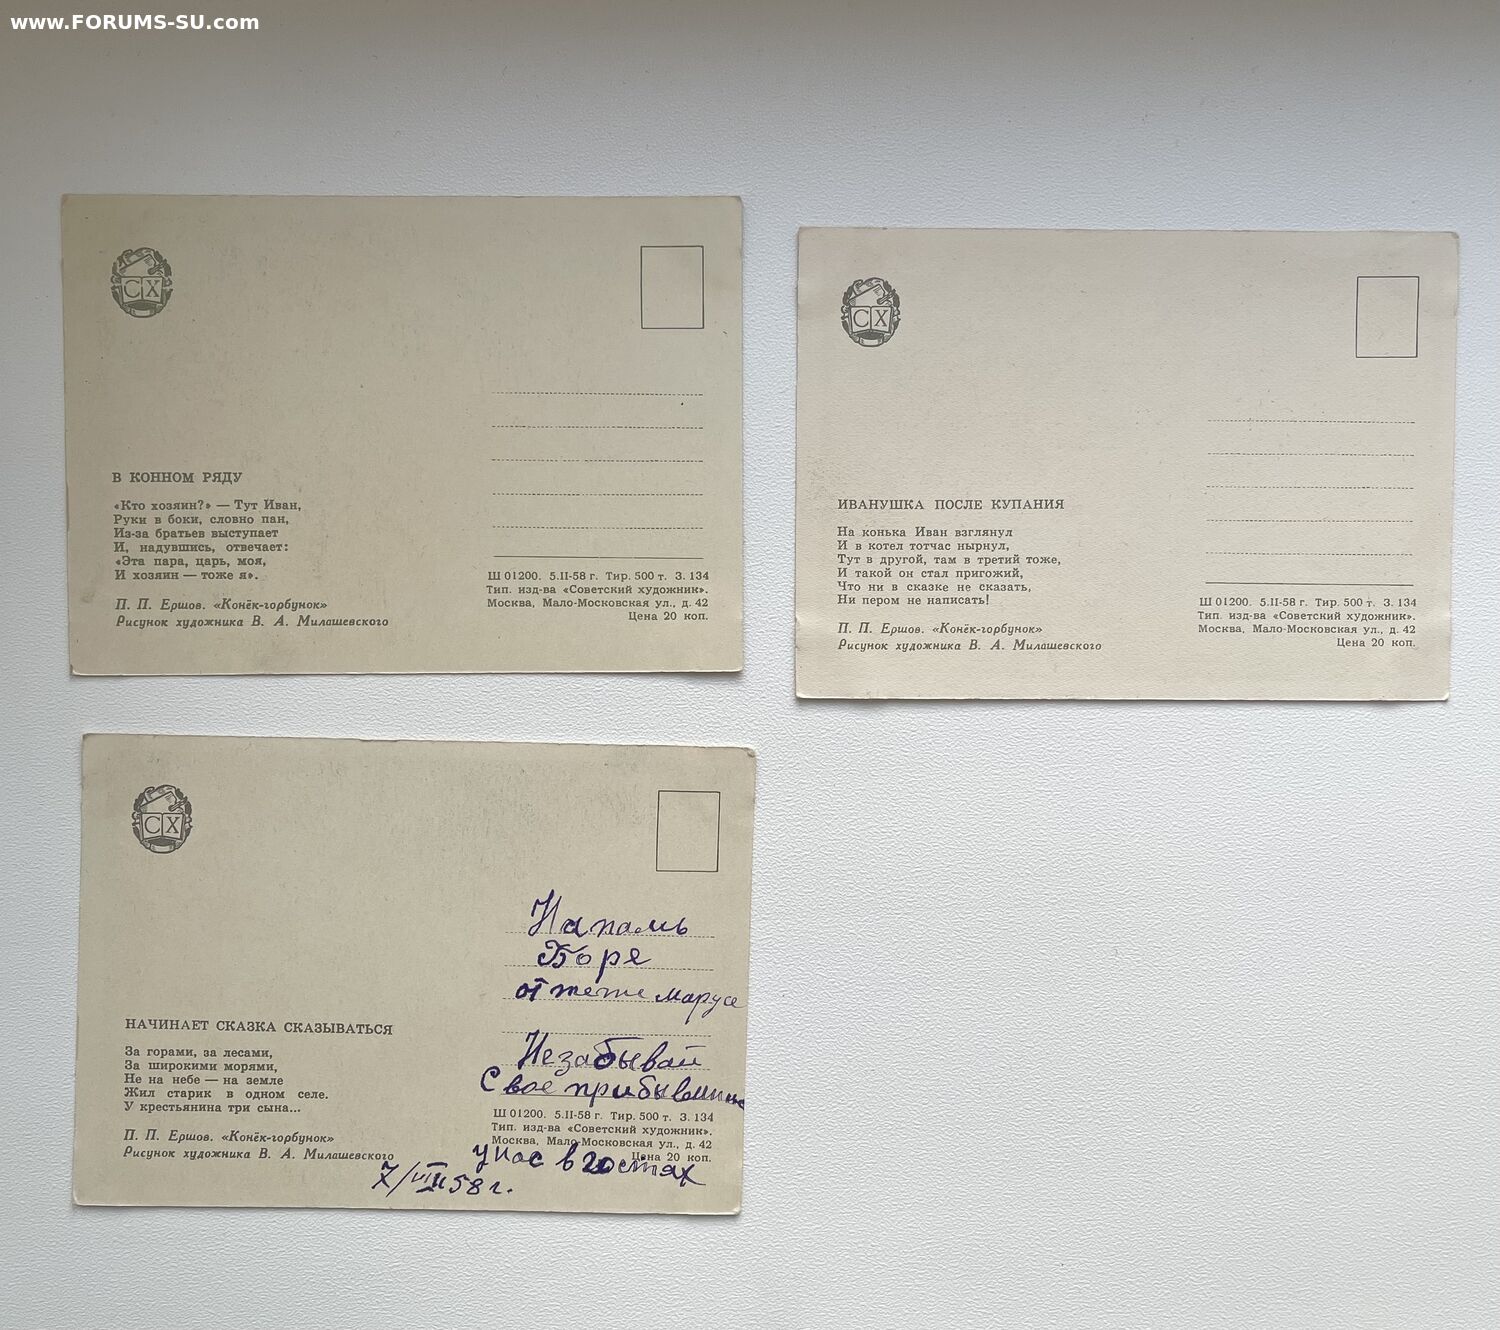 www.FORUMS-SU.com
СХ
В КОННОМ РЯДУ
«Кто хозяин?» — Тут Иван,
Руки в боки, словно пан,
Из-за братьев выступает
И, надувшись, отвечает:
«Эта пара, царь, моя,
И хозяин — тоже я».
П. П. Ершов. «Конёк-горбунок»
Рисунок художника В. А. Милашевского
Ш 01200. 5.II-58 г. Тир. 500 т. З. 134
Тип. изд-ва «Советский художник».
Москва, Мало-Московская ул., д. 42
Цена 20 коп.
СХ
ИВАНУШКА ПОСЛЕ КУПАНИЯ
На конька Иван взглянул
И в котел тотчас нырнул,
Тут в другой, там в третий тоже,
И такой он стал пригожий,
Что ни в сказке не сказать,
Ни пером не написать!
П. П. Ершов. «Конёк-горбунок»
Рисунок художника В. А. Милашевского
Ш 01200. 5.II-58 г. Тир. 500 т. З. 134
Тип. изд-ва «Советский художник».
Москва, Мало-Московская ул., д. 42
Цена 20 коп.
СХ
НАЧИНАЕТ СКАЗКА СКАЗЫВАТЬСЯ
За горами, за лесами,
За широкими морями,
Не на небе — на земле
Жил старик в одном селе.
У крестьянина три сына...
П. П. Ершов. «Конёк-горбунок»
Рисунок художника В. А. Милашевского
На памь
Боре
от тете марусе
Незабывай
Свое прибывание
Ш 01200. 5.II-58 г. Тир. 500 т. З. 134
Тип. изд-ва «Советский художник».
Москва, Мало-Московская ул., д. 42
Цена 20 коп.
у нас в гостях
7/VIII 58 г.